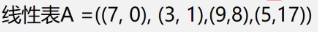 线性表A =((7, 0), (3, 1),(9,8),(5,17))